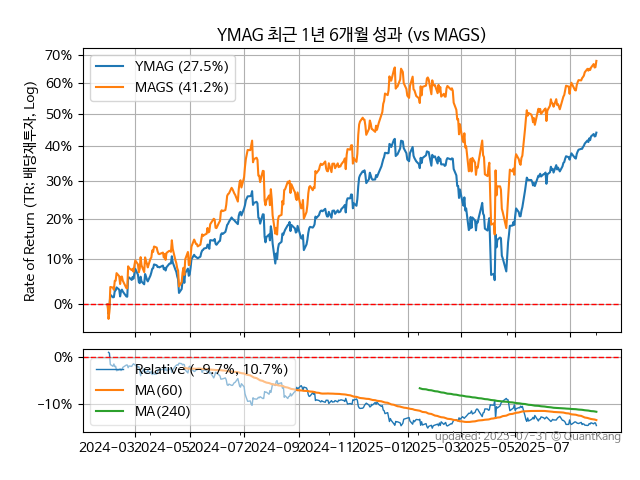 YMAG 최근 1년 6개월 성과 (vs MAGS)
70%
60%
50%
40%
30%
20%
10%
0%
Rate of Return (TR: 배당재투자, Log)
YMAG (27.5%)
MAGS (41.2%)
0%
−10%
Relative (−9.7%, 10.7%)
MA(60)
MA(240)
2024−03 2024−05 2024−07 2024−09 2024−11 2025−01 2025−03 2025−05 2025−07
updated: 2025−07−31 © QuantKang